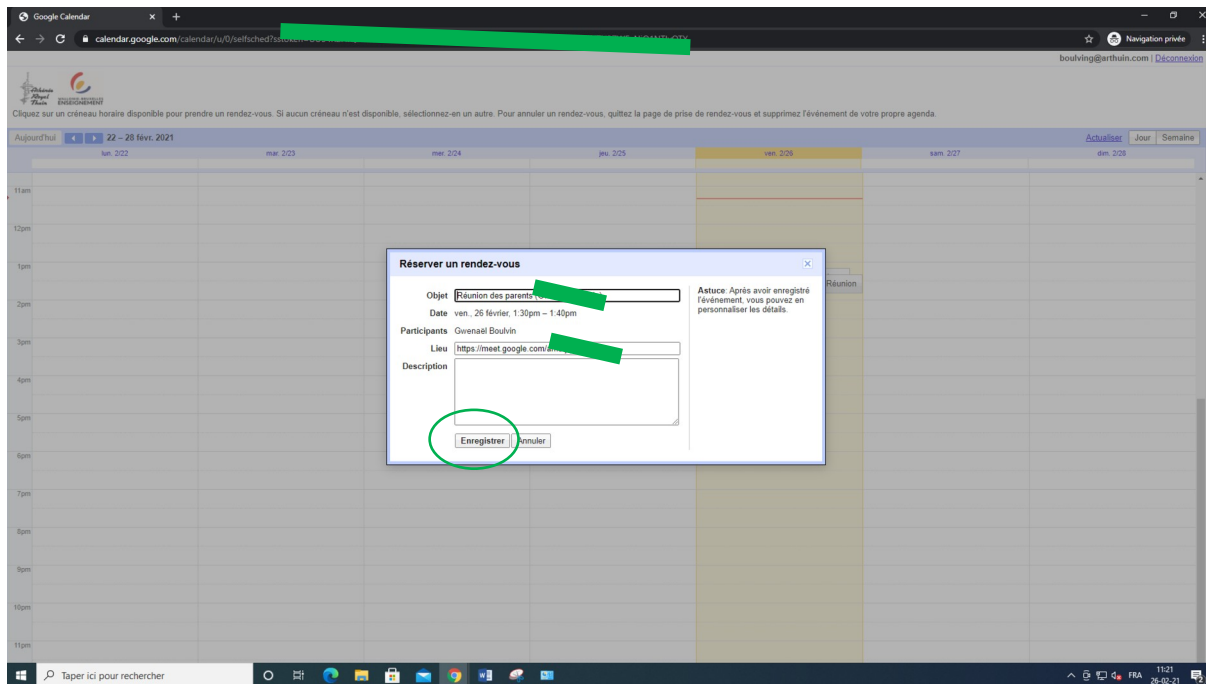 Google Calendar
calendar.google.com/calendar/u/0/selfsched?
Navigation privée
boulving@arthuin.com | Déconnexion
Athénée
Royal
Thuin
WALLONIE-BRUXELLES
ENSEIGNEMENT
Cliquez sur un créneau horaire disponible pour prendre un rendez-vous. Si aucun créneau n'est disponible, sélectionnez-en un autre. Pour annuler un rendez-vous, quittez la page de prise de rendez-vous et supprimez l'événement de votre propre agenda.
Aujourd'hui 22 – 28 févr. 2021 Actualiser Jour Semaine
lun. 2/22 mar. 2/23 mer. 2/24 jeu. 2/25 ven. 2/26 sam. 2/27 dim. 2/28
11am
12pm
1pm
Réunion
2pm
3pm
4pm
5pm
6pm
7pm
8pm
9pm
10pm
11pm
Réserver un rendez-vous
Objet Réunion des parents
Date ven., 26 février, 1:30pm – 1:40pm
Participants Gwenaël Boulvin
Lieu https://meet.google.com/
Description
Enregistrer Annuler
Astuce: Après avoir enregistré
l'événement, vous pouvez en
personnaliser les détails.
Taper ici pour rechercher
FRA 11:21
26-02-21
2